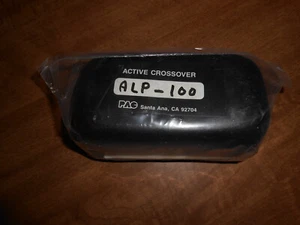 ACTIVE CROSSOVER
ALP-100
PAC Santa Ana, CA 92704